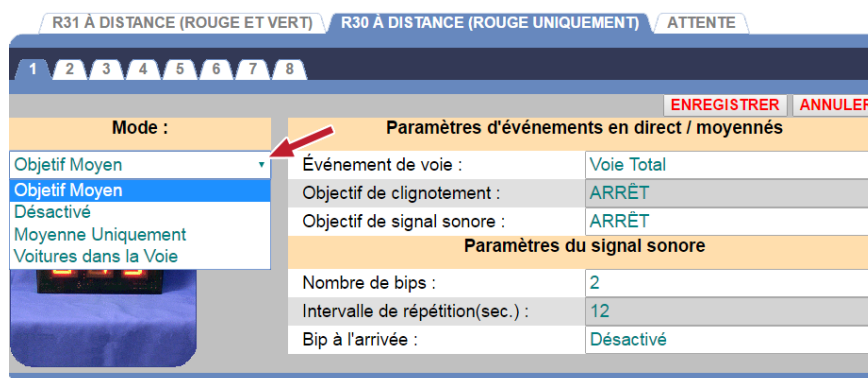 R31 À DISTANCE (ROUGE ET VERT) R30 À DISTANCE (ROUGE UNIQUEMENT) ATTENTE
1 2 3 4 5 6 7 8
ENREGISTRER ANNULER
Mode : Paramètres d'événements en direct / moyennés
Objetif Moyen Événement de voie : Voie Total
Objetif Moyen Objectif de clignotement : ARRÊT
Désactivé Objectif de signal sonore : ARRÊT
Moyenne Uniquement Paramètres du signal sonore
Voitures dans la Voie
Nombre de bips : 2
Intervalle de répétition(sec.) : 12
Bip à l'arrivée : Désactivé